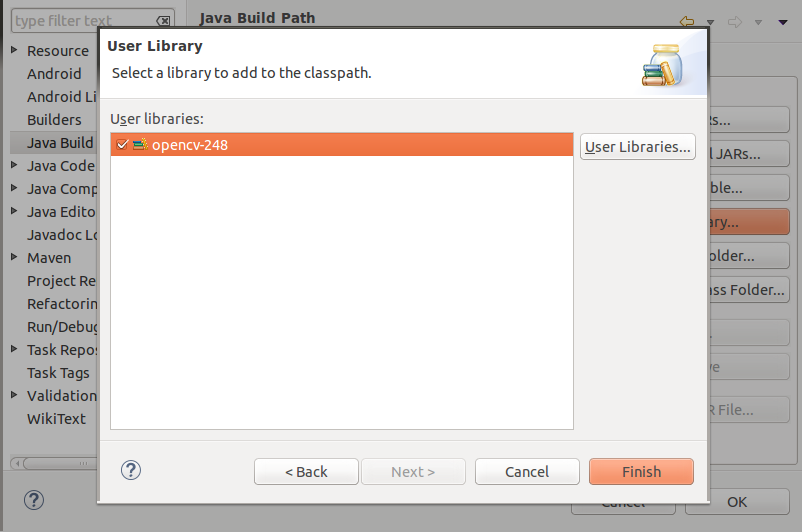 type filter text
Java Build Path
Resource
Android
Android Li
Builders
Java Build
Java Code
Java Comp
Java Edito
Javadoc Lo
Maven
Project Re
Refactorin
Run/Debug
Task Repos
Task Tags
Validation
WikiText
User Library
Select a library to add to the classpath.
User libraries:
opencv-248
User Libraries...
Rs...
l JARs...
ble...
ary...
older...
ass Folder...
ve
R File...
?
< Back
Next >
Cancel
Finish
?
Cancel
OK